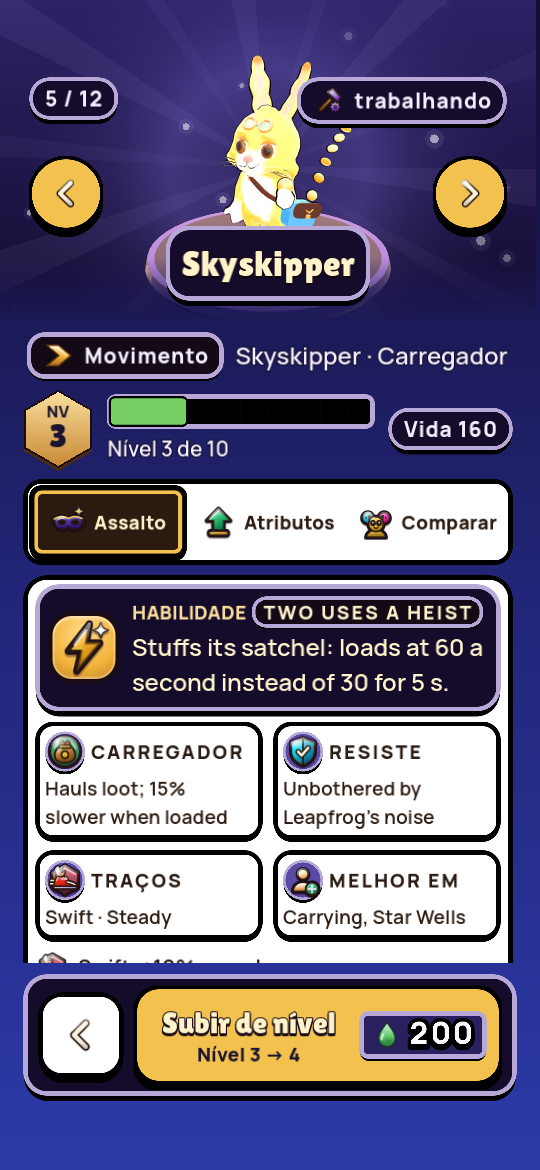 5 / 12
trabalhando
Skyskipper
Movimento
Skyskipper · Carregador
NV
3
Vida 160
Nível 3 de 10
Assalto
Atributos
Comparar
HABILIDADE
TWO USES A HEIST
Stuffs its satchel: loads at 60 a
second instead of 30 for 5 s.
CARREGADOR
Hauls loot; 15%
slower when loaded
RESISTE
Unbothered by
Leapfrog's noise
TRAÇOS
Swift · Steady
MELHOR EM
Carrying, Star Wells
Subir de nível
Nível 3 → 4
200